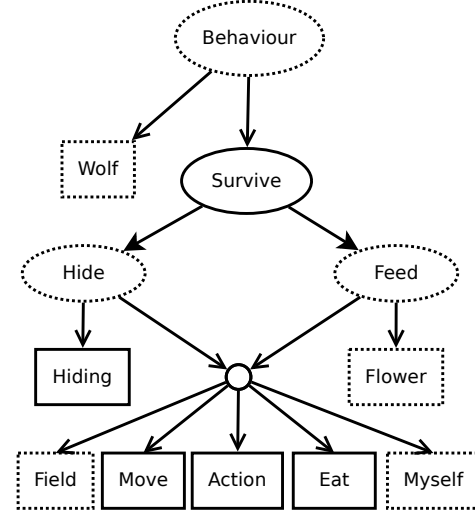 Behaviour
Wolf
Survive
Hide
Feed
Hiding
Flower
Field
Move
Action
Eat
Myself